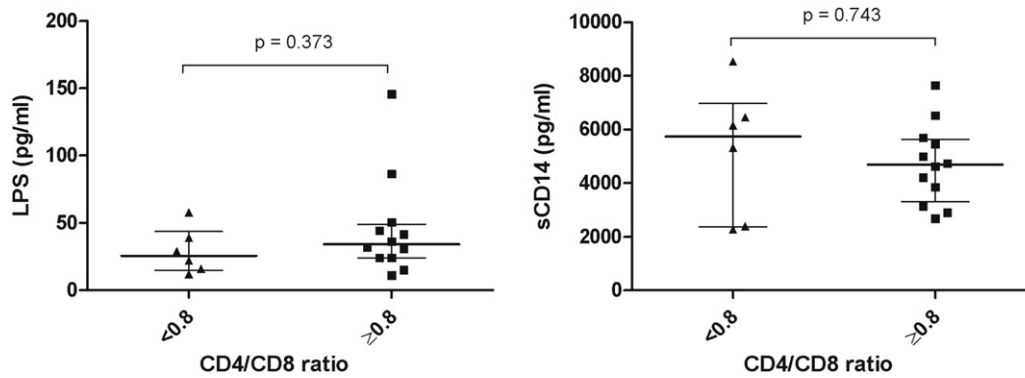 p = 0.373
LPS (pg/ml)
200
150
100
50
0
<0.8
≥0.8
CD4/CD8 ratio
p = 0.743
sCD14 (pg/ml)
10000
8000
6000
4000
2000
0
<0.8
≥0.8
CD4/CD8 ratio